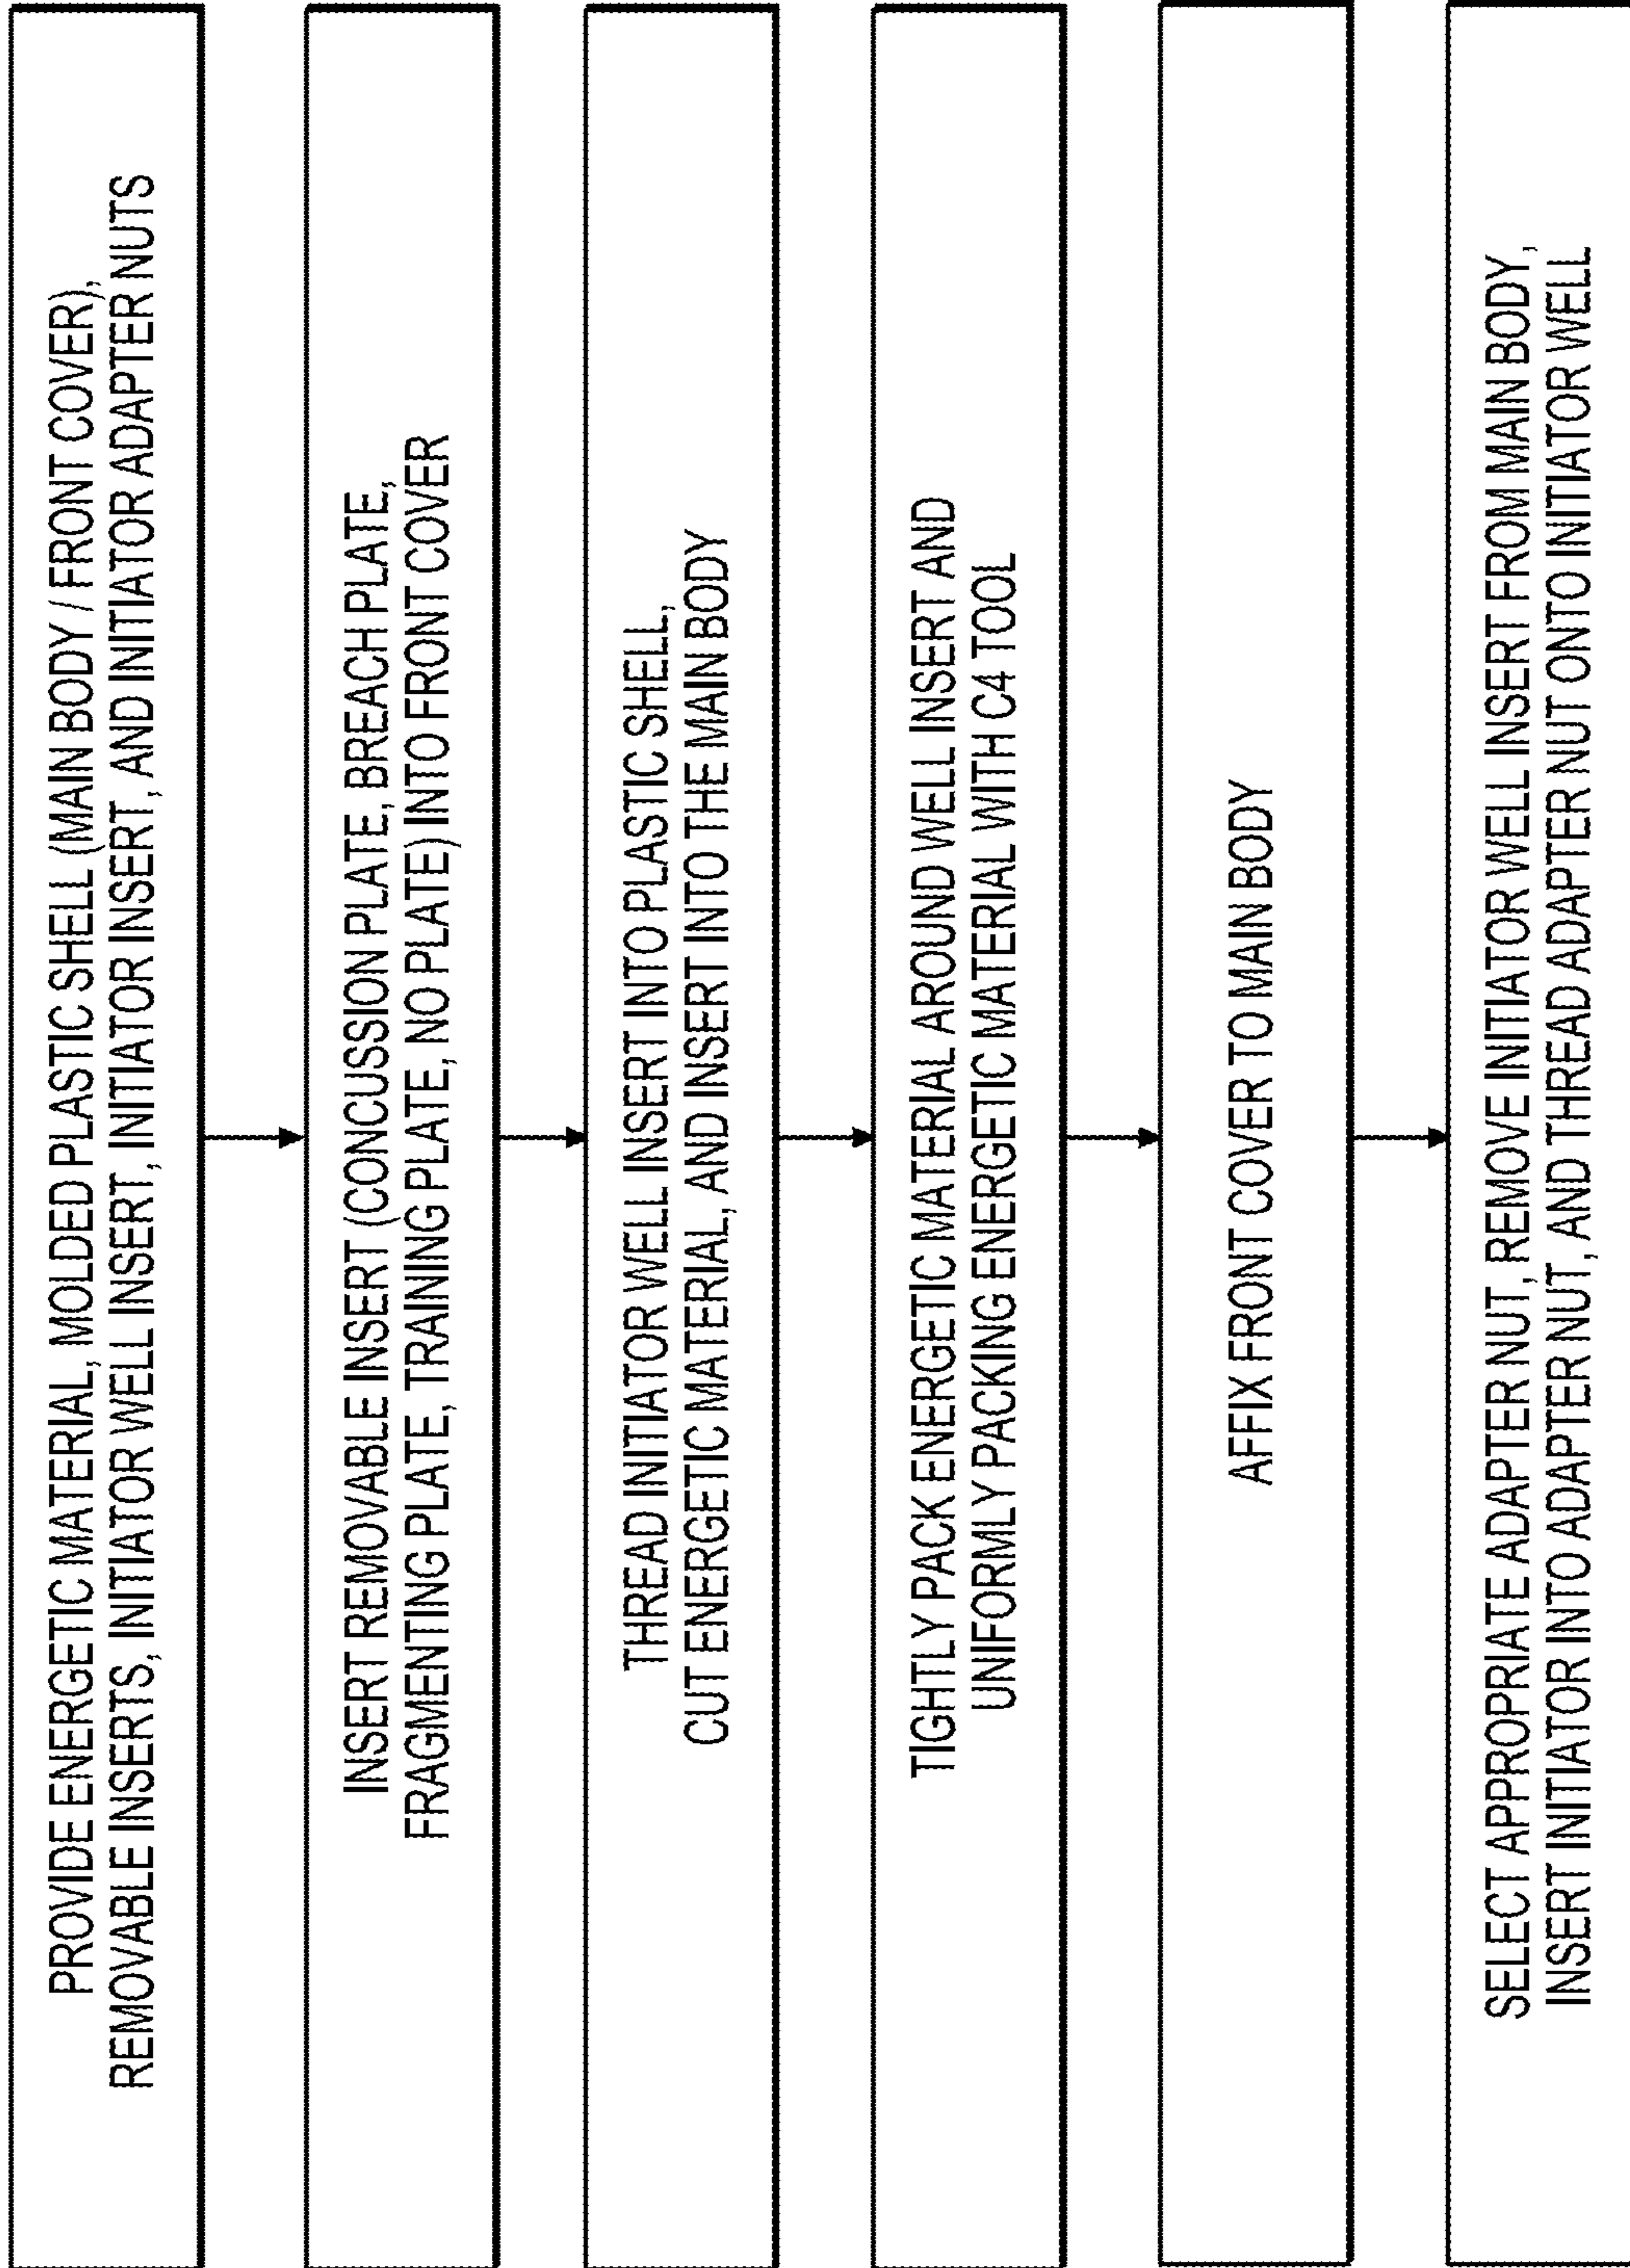 PROVIDE ENERGETIC MATERIAL, MOLDED PLASTIC SHELL (MAIN BODY / FRONT COVER),
REMOVABLE INSERTS, INITIATOR WELL INSERT, INITIATOR INSERT, AND INITIATOR ADAPTER NUTS
INSERT REMOVABLE INSERT (CONCUSSION PLATE, BREACH PLATE,
FRAGMENTING PLATE, TRAINING PLATE, NO PLATE) INTO FRONT COVER
THREAD INITIATOR WELL INSERT INTO PLASTIC SHELL,
CUT ENERGETIC MATERIAL, AND INSERT INTO THE MAIN BODY
TIGHTLY PACK ENERGETIC MATERIAL AROUND WELL INSERT AND
UNIFORMLY PACKING ENERGETIC MATERIAL WITH C4 TOOL
AFFIX FRONT COVER TO MAIN BODY
SELECT APPROPRIATE ADAPTER NUT, REMOVE INITIATOR WELL INSERT FROM MAIN BODY,
INSERT INITIATOR INTO ADAPTER NUT, AND THREAD ADAPTER NUT ONTO INITIATOR WELL